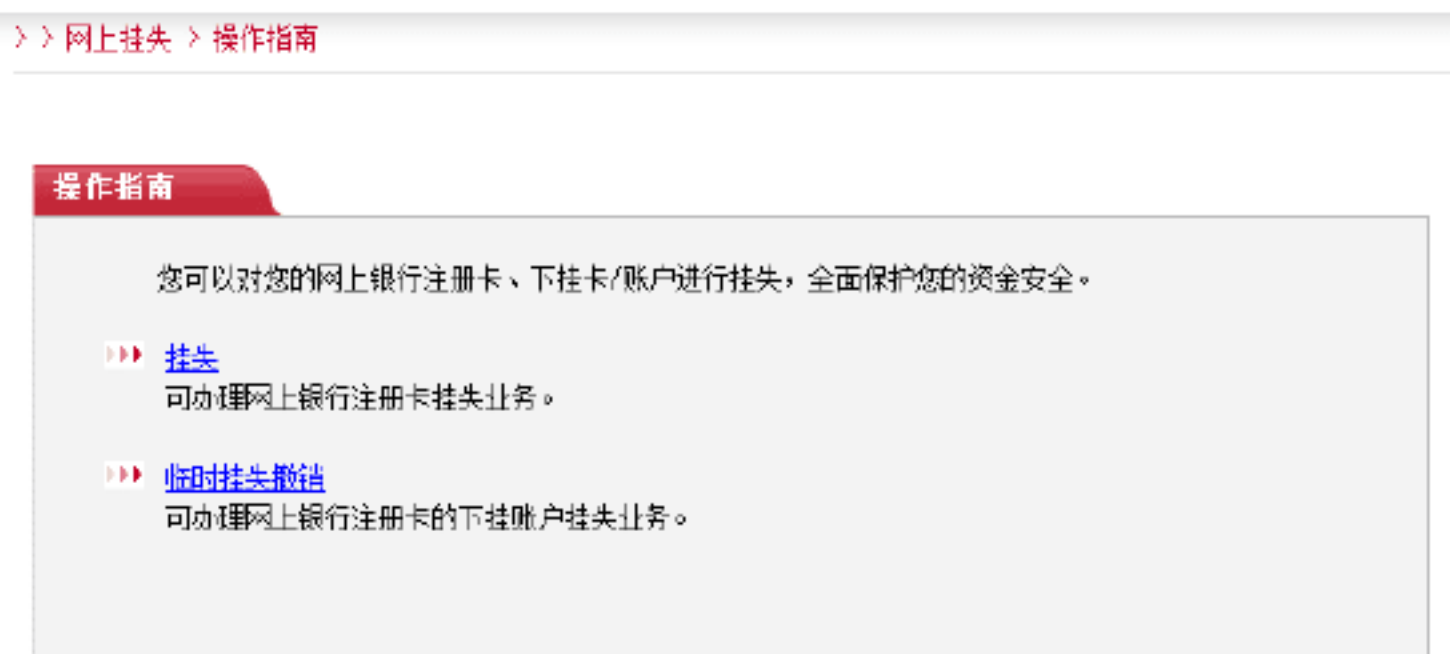 >> 网上挂失 > 操作指南
操作指南
您可以对您的网上银行注册卡、下挂卡/账户进行挂失，全面保护您的资金安全。
挂失
可办理网上银行注册卡挂失业务。
临时挂失撤销
可办理网上银行注册卡的下挂账户挂失业务。